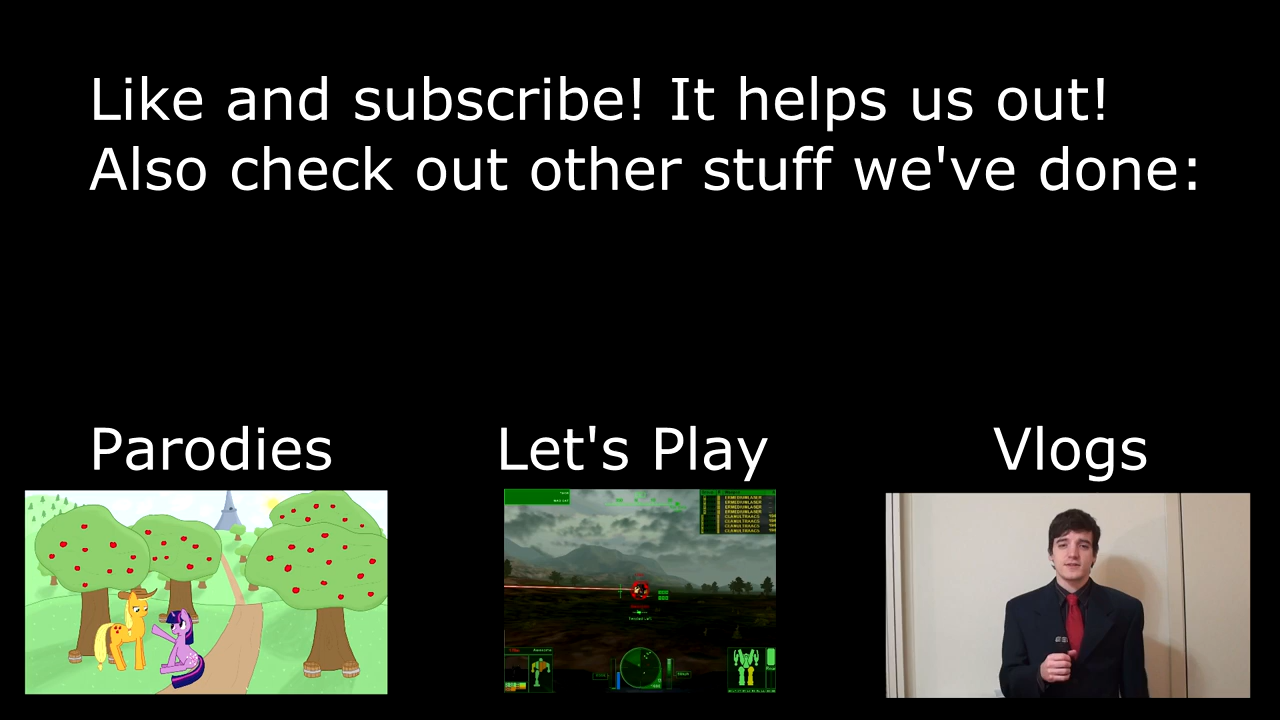 Like and subscribe! It helps us out!
Also check out other stuff we've done:
Parodies
Let's Play
Vlogs